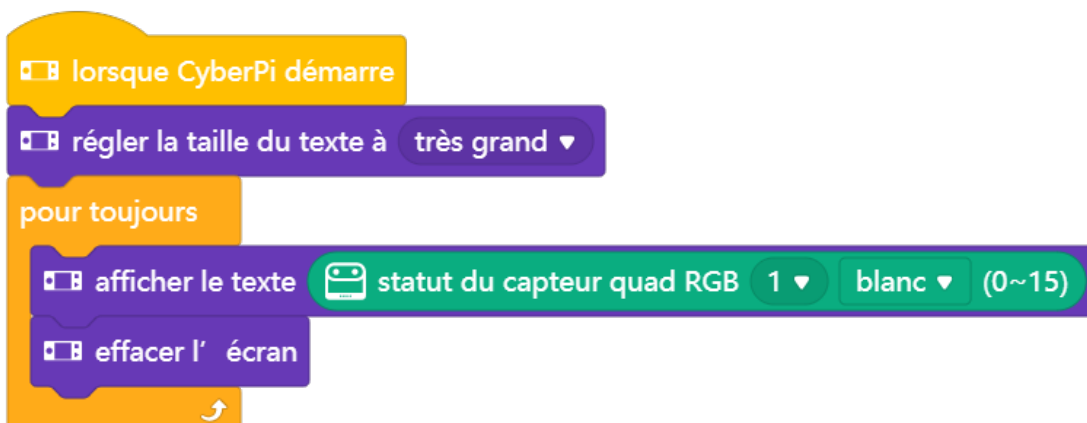 lorsque CyberPi démarre
régler la taille du texte à très grand
pour toujours
afficher le texte statut du capteur quad RGB 1 blanc (0~15)
effacer l’ écran